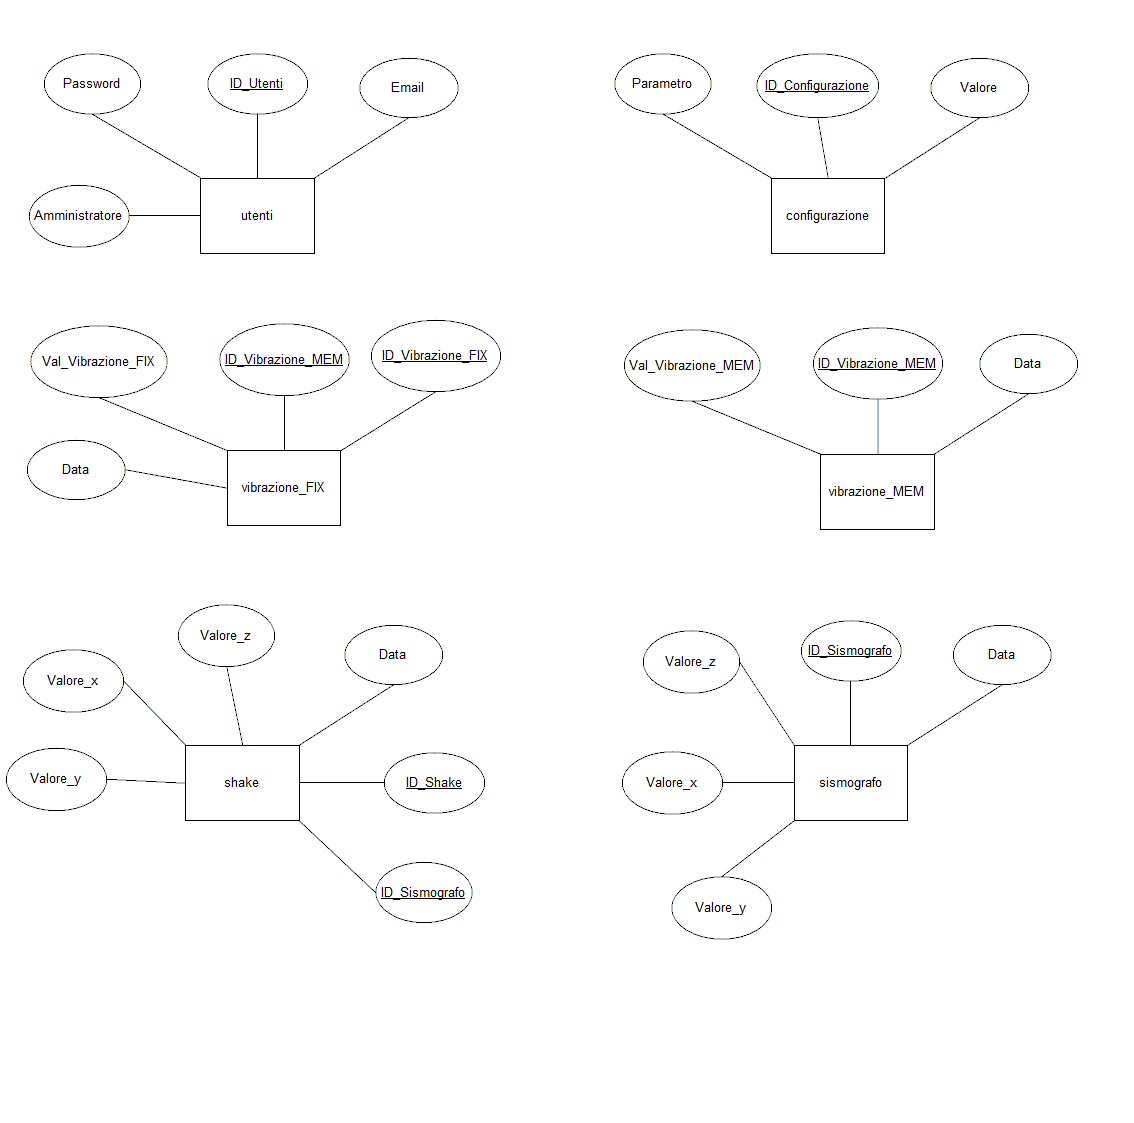 Password
ID_Utenti
Email
Amministratore
utenti
Parametro
ID_Configurazione
Valore
configurazione
Val_Vibrazione_FIX
ID_Vibrazione_MEM
ID_Vibrazione_FIX
Data
vibrazione_FIX
Val_Vibrazione_MEM
ID_Vibrazione_MEM
Data
vibrazione_MEM
Valore_z
Data
Valore_x
Valore_y
shake
ID_Shake
ID_Sismografo
Valore_z
ID_Sismografo
Data
Valore_x
sismografo
Valore_y